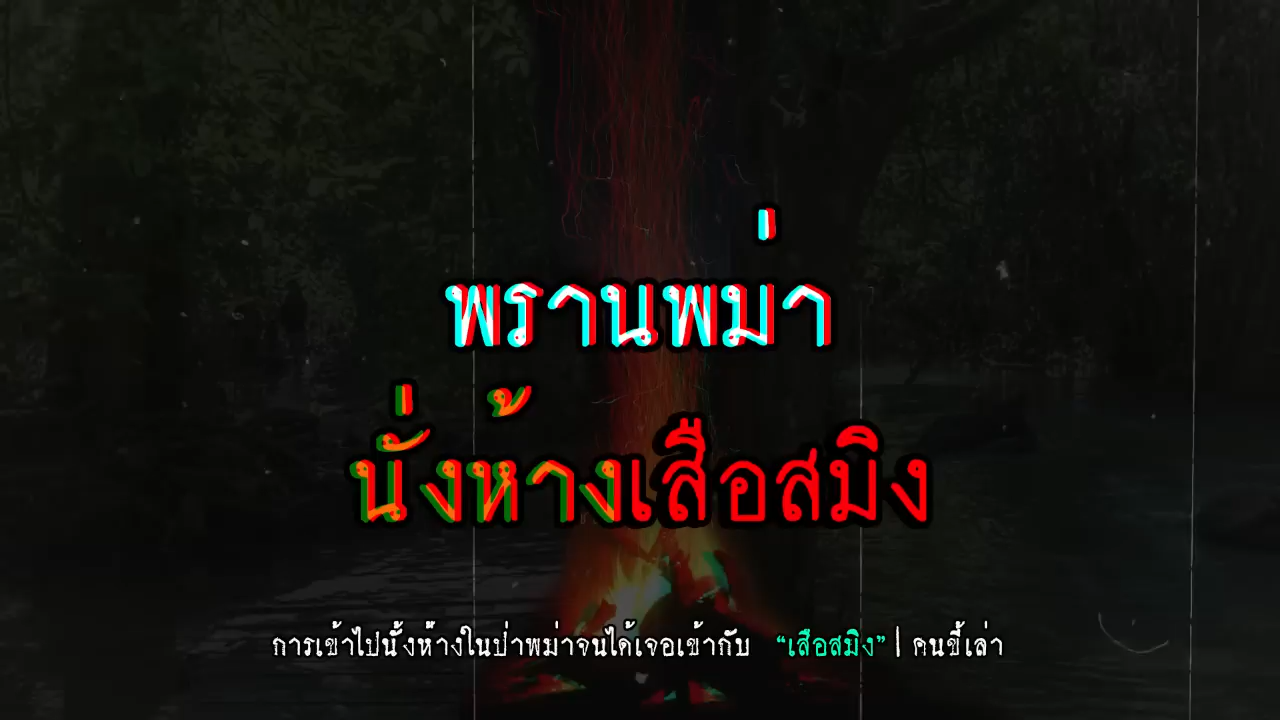 พรานพม่า
นั่งห้างเสือสมิง
การเข้าไปนั้งห้างในป่าพม่าจนได้เจอเข้ากับ “เสือสมิง” | คนขี้เล่า